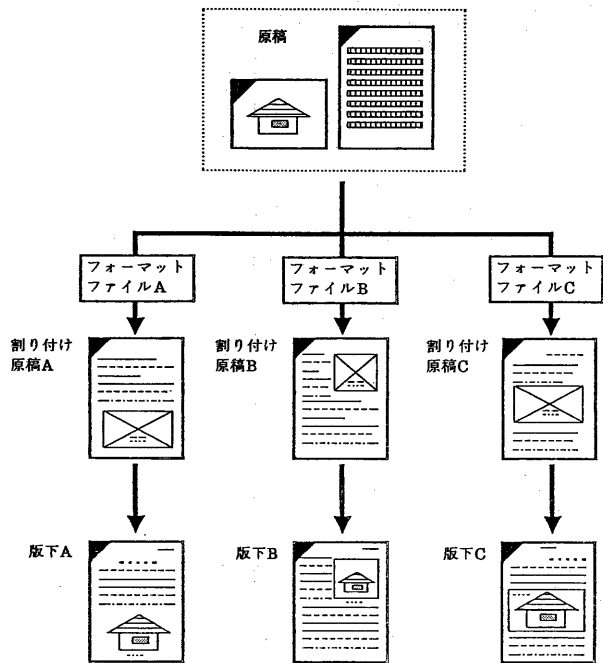 原稿
フォーマット
ファイルA
フォーマット
ファイルB
フォーマット
ファイルC
割り付け
原稿A
割り付け
原稿B
割り付け
原稿C
版下A
版下B
版下C